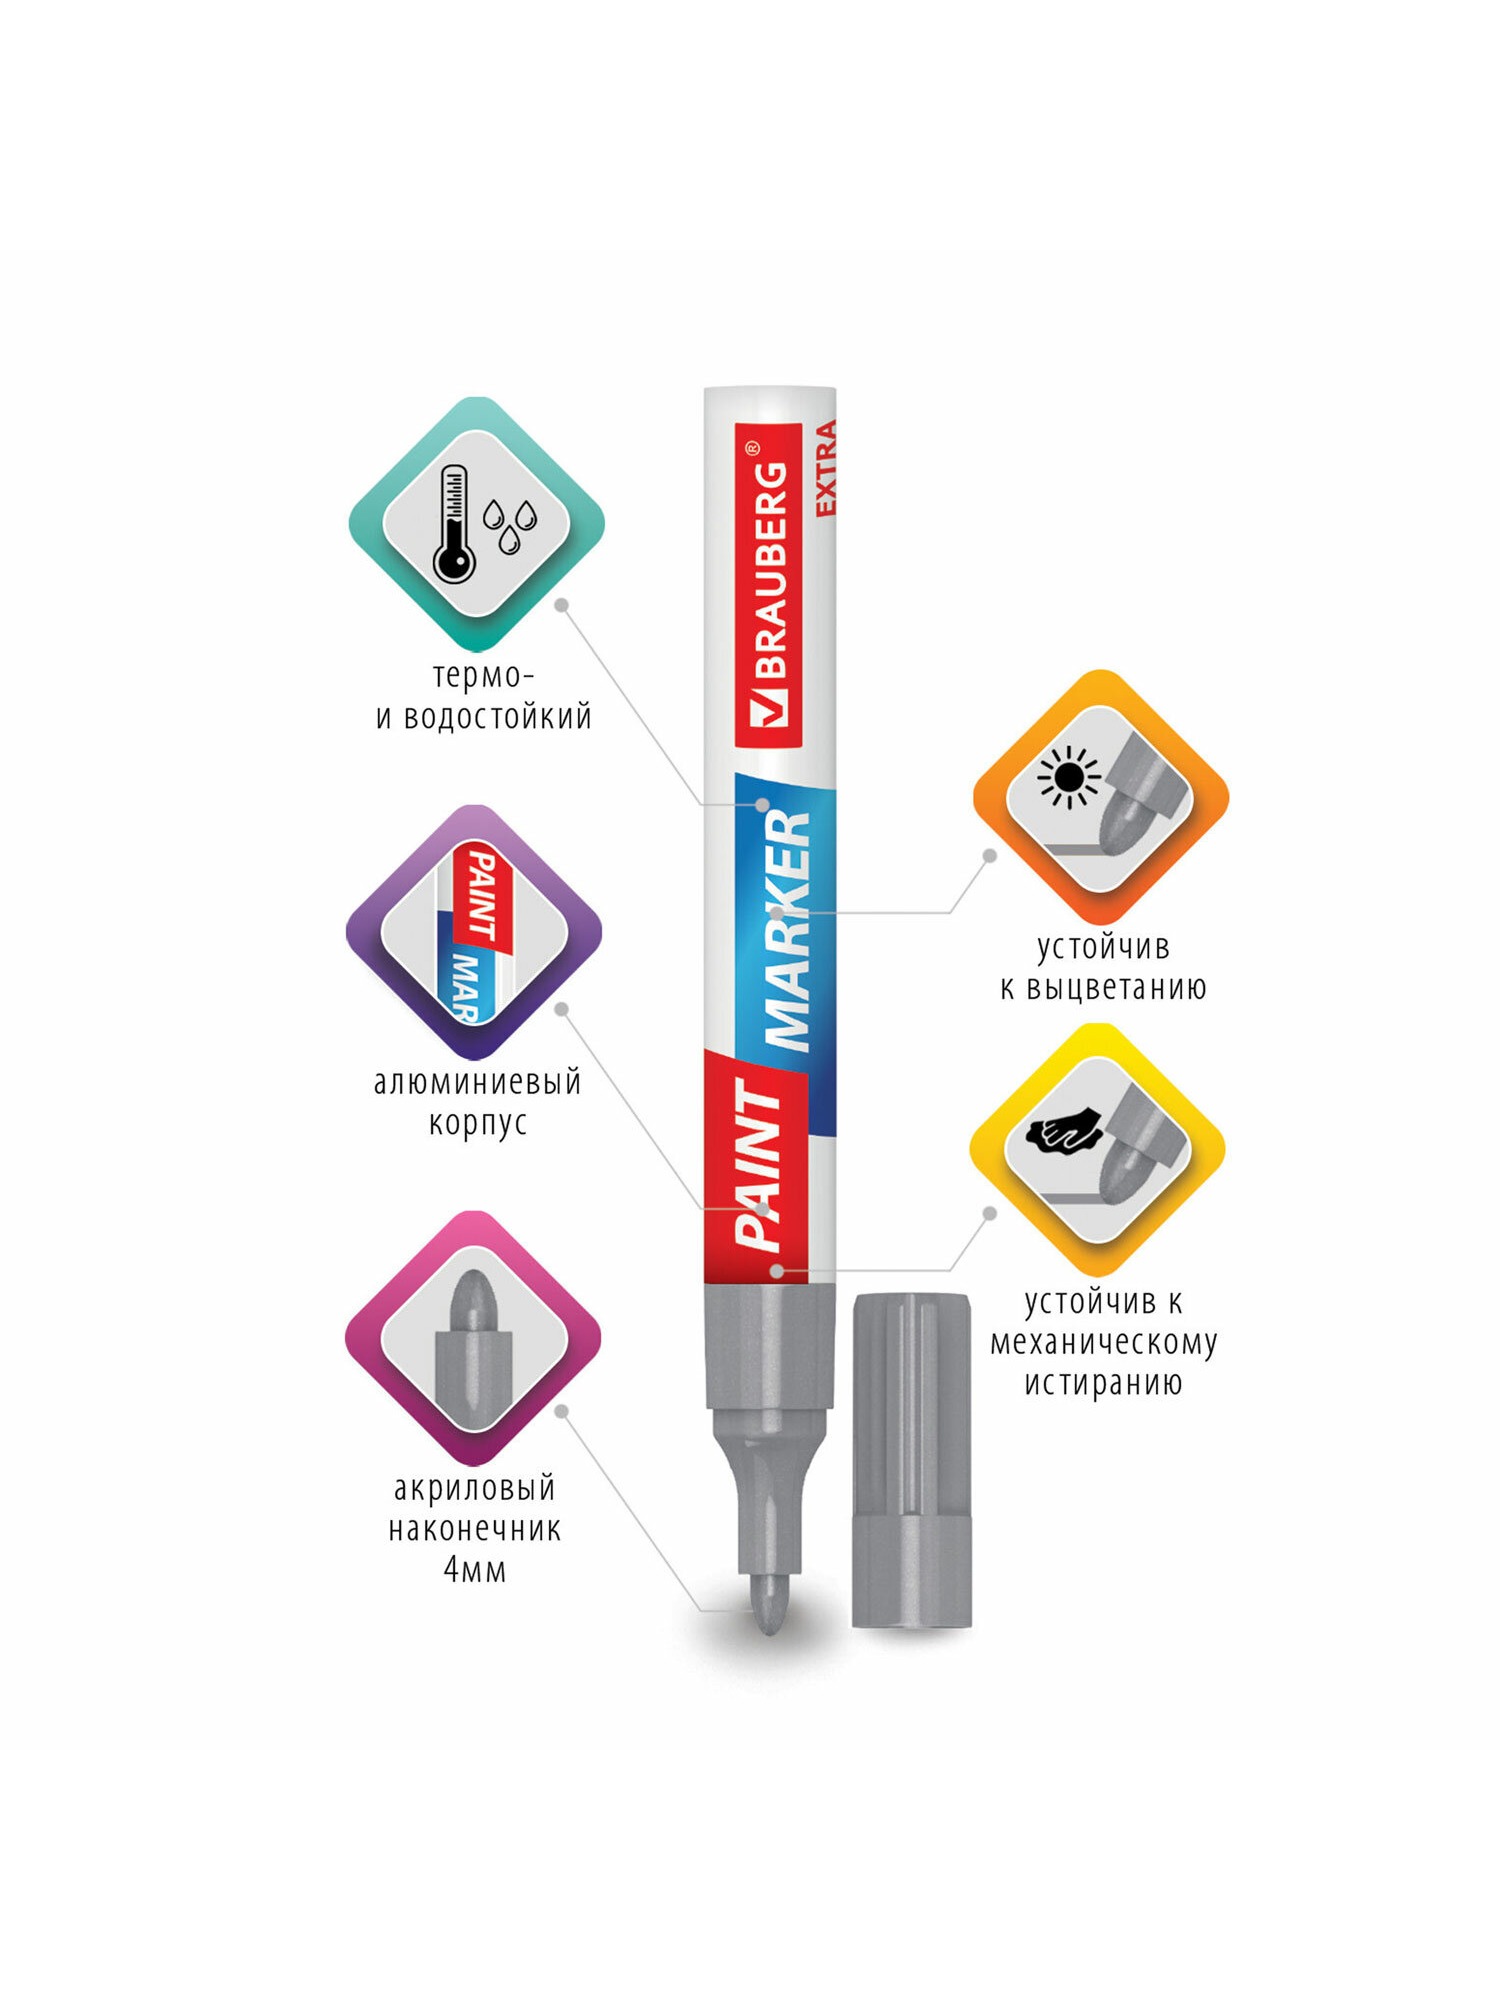 термо-
и водостойкий
PAINT
MAR
алюминиевый
корпус
акриловый
наконечник
4мм
BRAUBERG®
EXTRA
MARKER
PAINT
устойчив
к выцветанию
устойчив к
механическому
истиранию